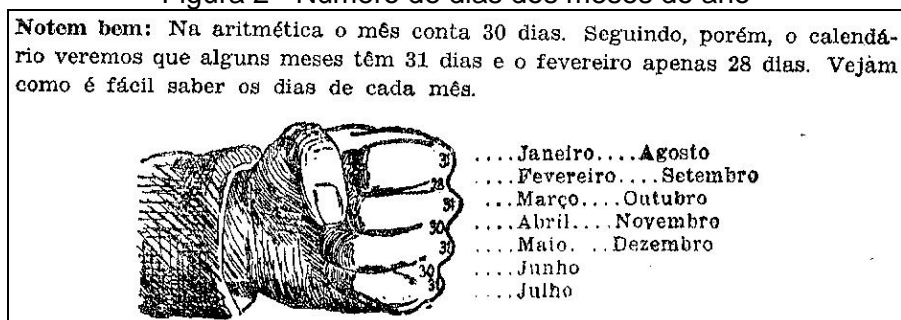 Figura 2 - Número de dias dos meses do ano
Notem bem: Na aritmética o mês conta 30 dias. Seguindo, porém, o calendá-
rio veremos que alguns meses têm 31 dias e o fevereiro apenas 28 dias. Vejam
como é fácil saber os dias de cada mês.
31 ....Janeiro....Agosto
28 ....Fevereiro....Setembro
31 ...Março....Outubro
30 ....Abril....Novembro
31 ....Maio. ..Dezembro
30 ....Junho
31 ....Julho